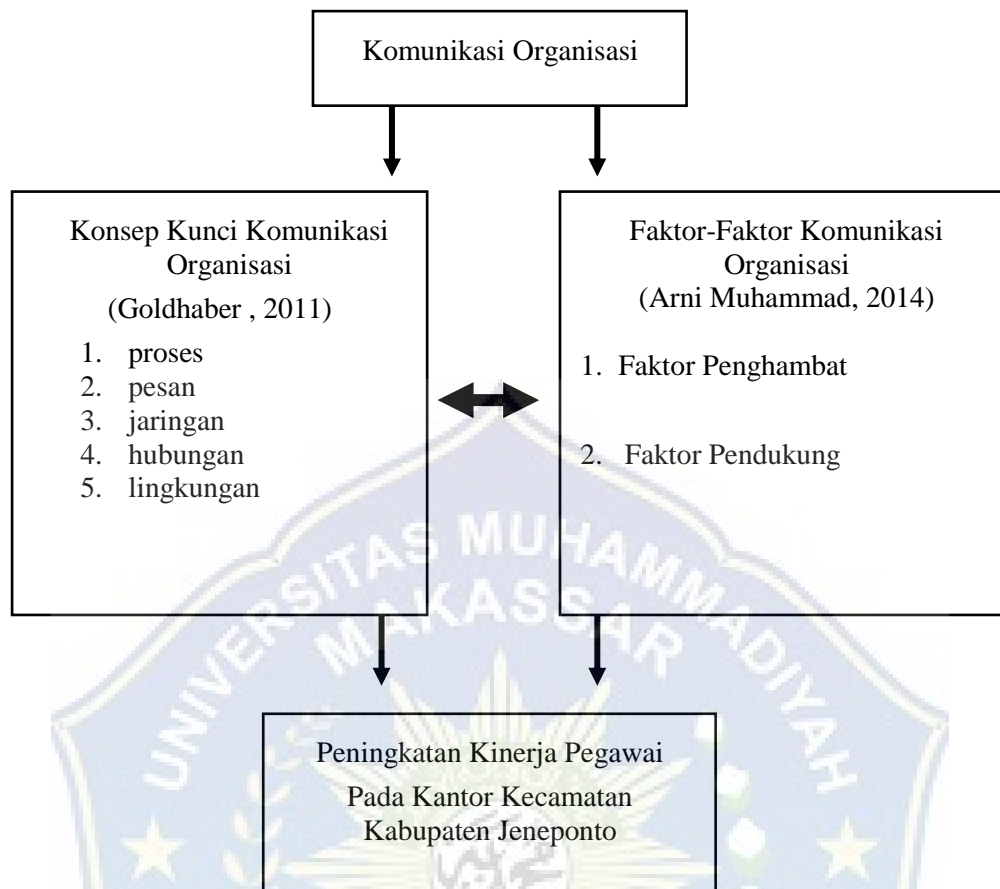 Komunikasi Organisasi
Konsep Kunci Komunikasi
Organisasi
(Goldhaber , 2011)
1. proses
2. pesan
3. jaringan
4. hubungan
5. lingkungan
Faktor-Faktor Komunikasi
Organisasi
(Arni Muhammad, 2014)
1. Faktor Penghambat
2. Faktor Pendukung
UNIVERSITAS MUHAMMADIYAH
MAKASSAR
Peningkatan Kinerja Pegawai
Pada Kantor Kecamatan
Kabupaten Jeneponto